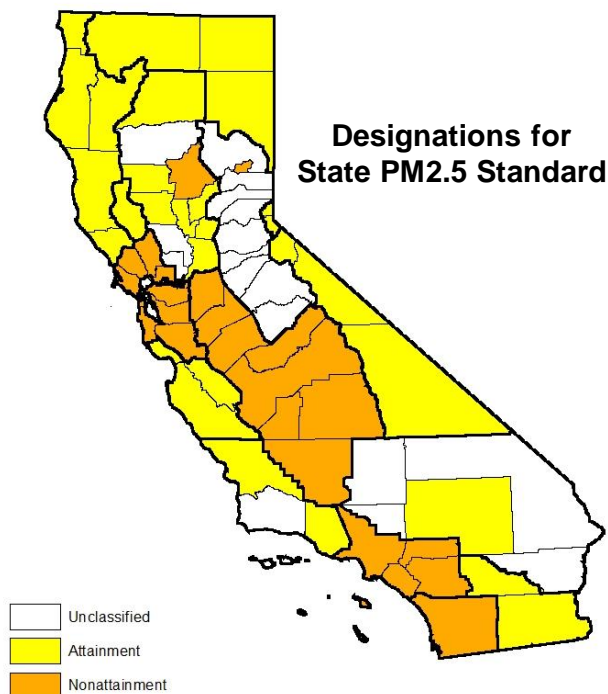 Designations for
State PM2.5 Standard
Unclassified
Attainment
Nonattainment